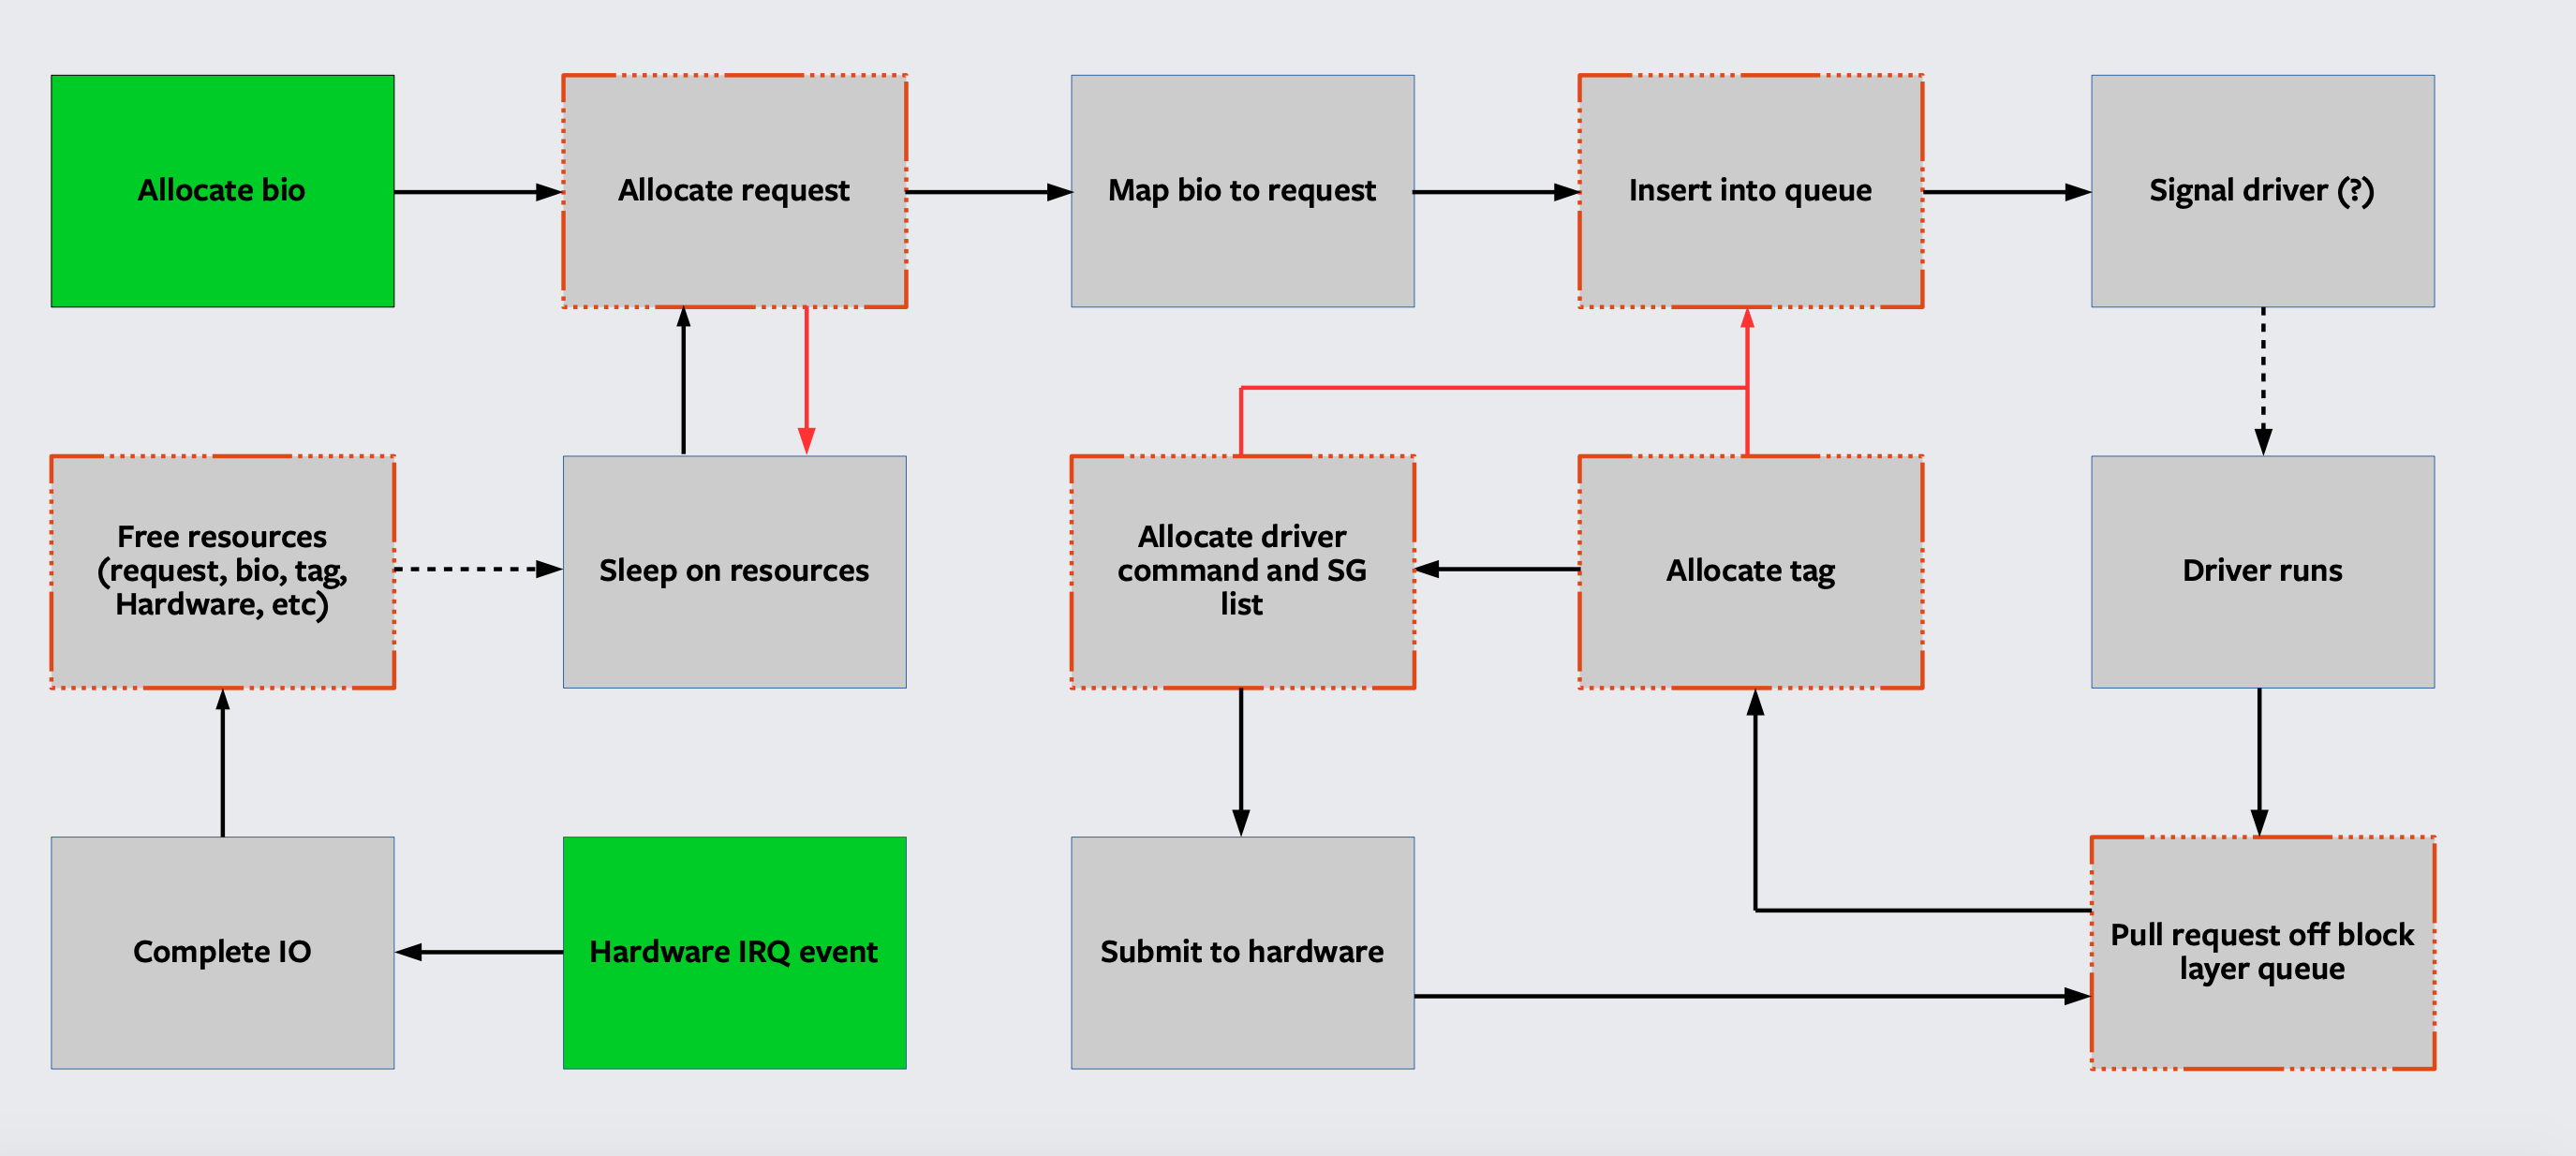 Allocate bio
Allocate request
Map bio to request
Insert into queue
Signal driver (?)
Free resources
(request, bio, tag,
Hardware, etc)
Sleep on resources
Allocate driver
command and SG
list
Allocate tag
Driver runs
Complete IO
Hardware IRQ event
Submit to hardware
Pull request off block
layer queue